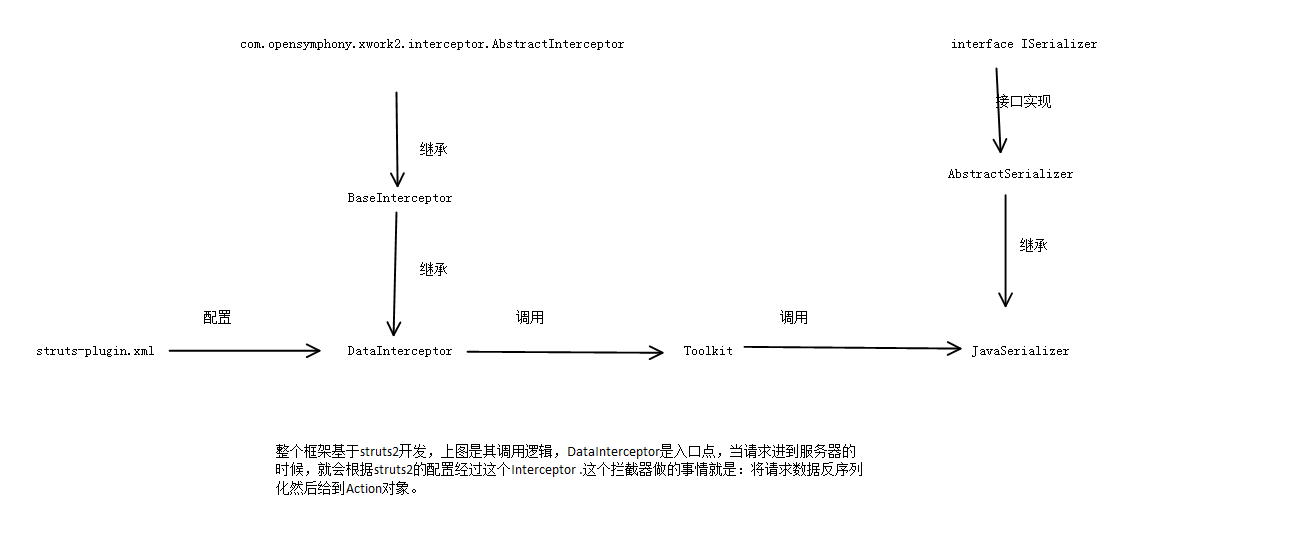 com.opensymphony.xwork2.interceptor.AbstractInterceptor
interface ISerializer
接口实现
继承
AbstractSerializer
BaseInterceptor
继承
继承
配置
调用
调用
struts-plugin.xml
DataInterceptor
Toolkit
JavaSerializer
整个框架基于struts2开发，上图是其调用逻辑，DataInterceptor是入口点，当请求进到服务器的
时候，就会根据struts2的配置经过这个Interceptor .这个拦截器做的事情就是：将请求数据反序列
化然后给到Action对象。